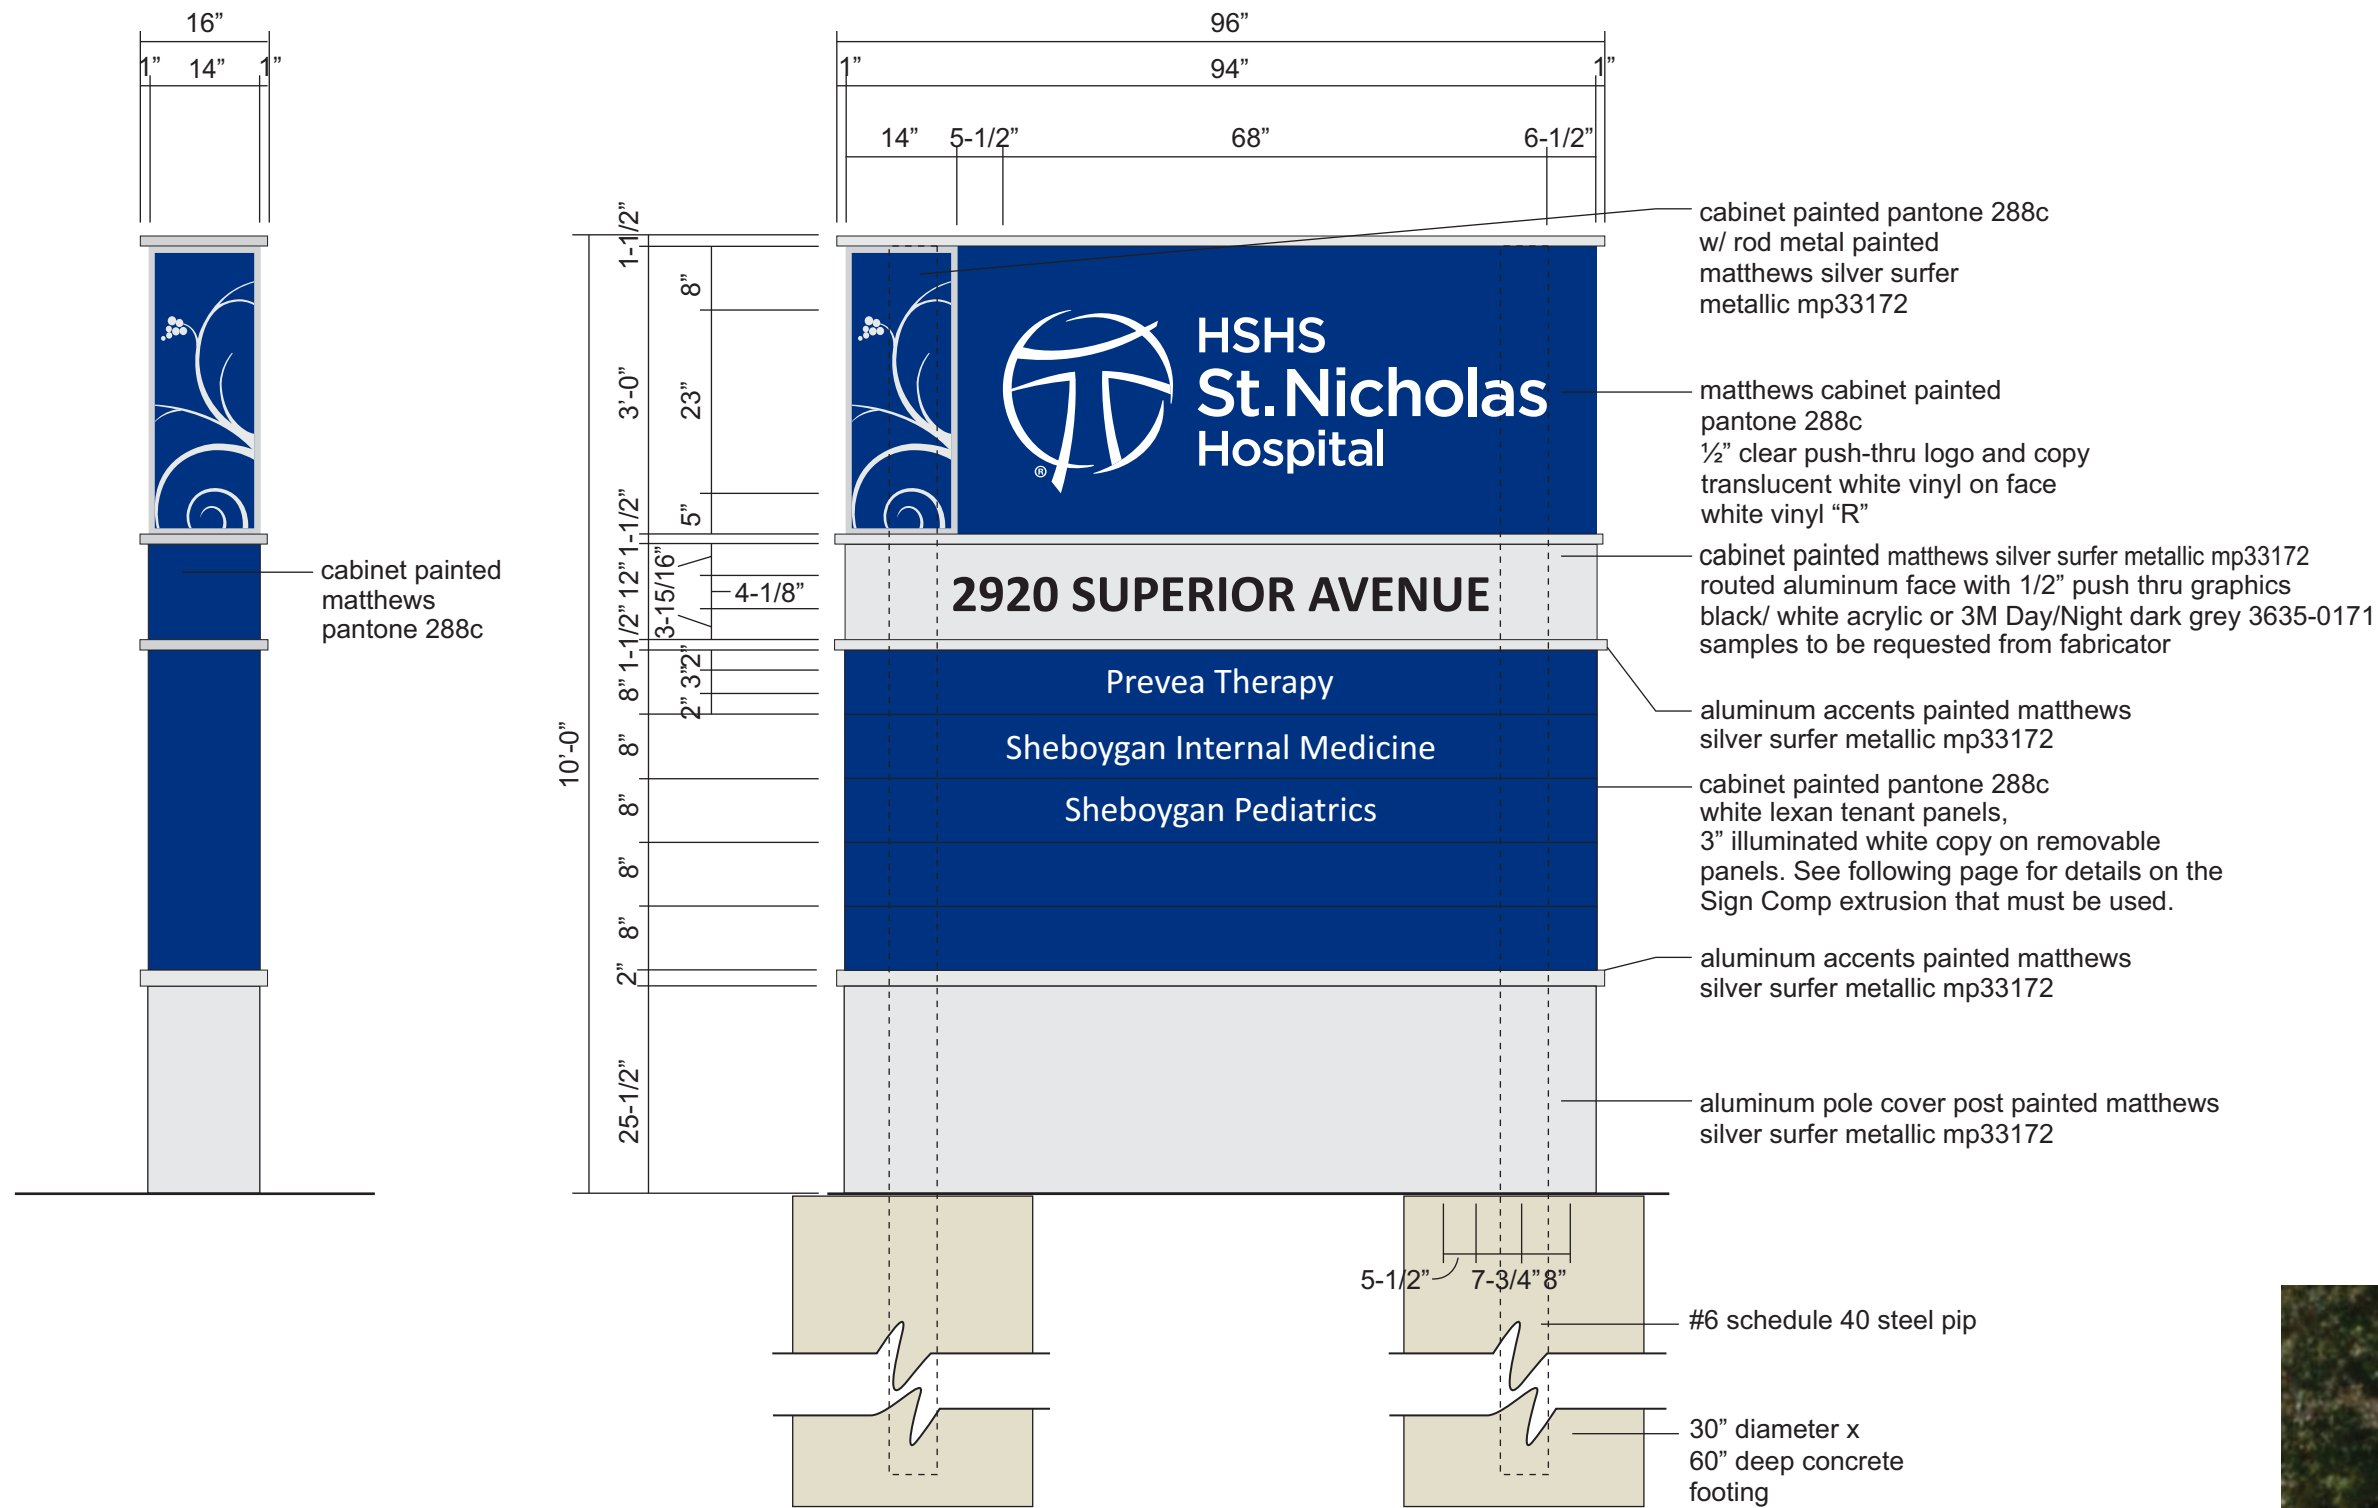 16”
1” 14” 1”
96”
1” 94” 1”
14” 5-1/2” 68” 6-1/2”
1-1/2”
8”
3’-0”
23”
5”
1-1/2”
12”
3-15/16”
4-1/8”
1-1/2”
2”
3”
2”
8”
8”
8”
8”
8”
2”
25-1/2”
10’-0”
cabinet painted
matthews
pantone 288c
HSHS
St. Nicholas
Hospital
®
2920 SUPERIOR AVENUE
Prevea Therapy
Sheboygan Internal Medicine
Sheboygan Pediatrics
cabinet painted pantone 288c
w/ rod metal painted
matthews silver surfer
metallic mp33172
matthews cabinet painted
pantone 288c
½” clear push-thru logo and copy
translucent white vinyl on face
white vinyl “R”
cabinet painted matthews silver surfer metallic mp33172
routed aluminum face with 1/2” push thru graphics
black/ white acrylic or 3M Day/Night dark grey 3635-0171
samples to be requested from fabricator
aluminum accents painted matthews
silver surfer metallic mp33172
cabinet painted pantone 288c
white lexan tenant panels,
3” illuminated white copy on removable
panels. See following page for details on the
Sign Comp extrusion that must be used.
aluminum accents painted matthews
silver surfer metallic mp33172
aluminum pole cover post painted matthews
silver surfer metallic mp33172
5-1/2” 7-3/4” 8”
#6 schedule 40 steel pip
30” diameter x
60” deep concrete
footing